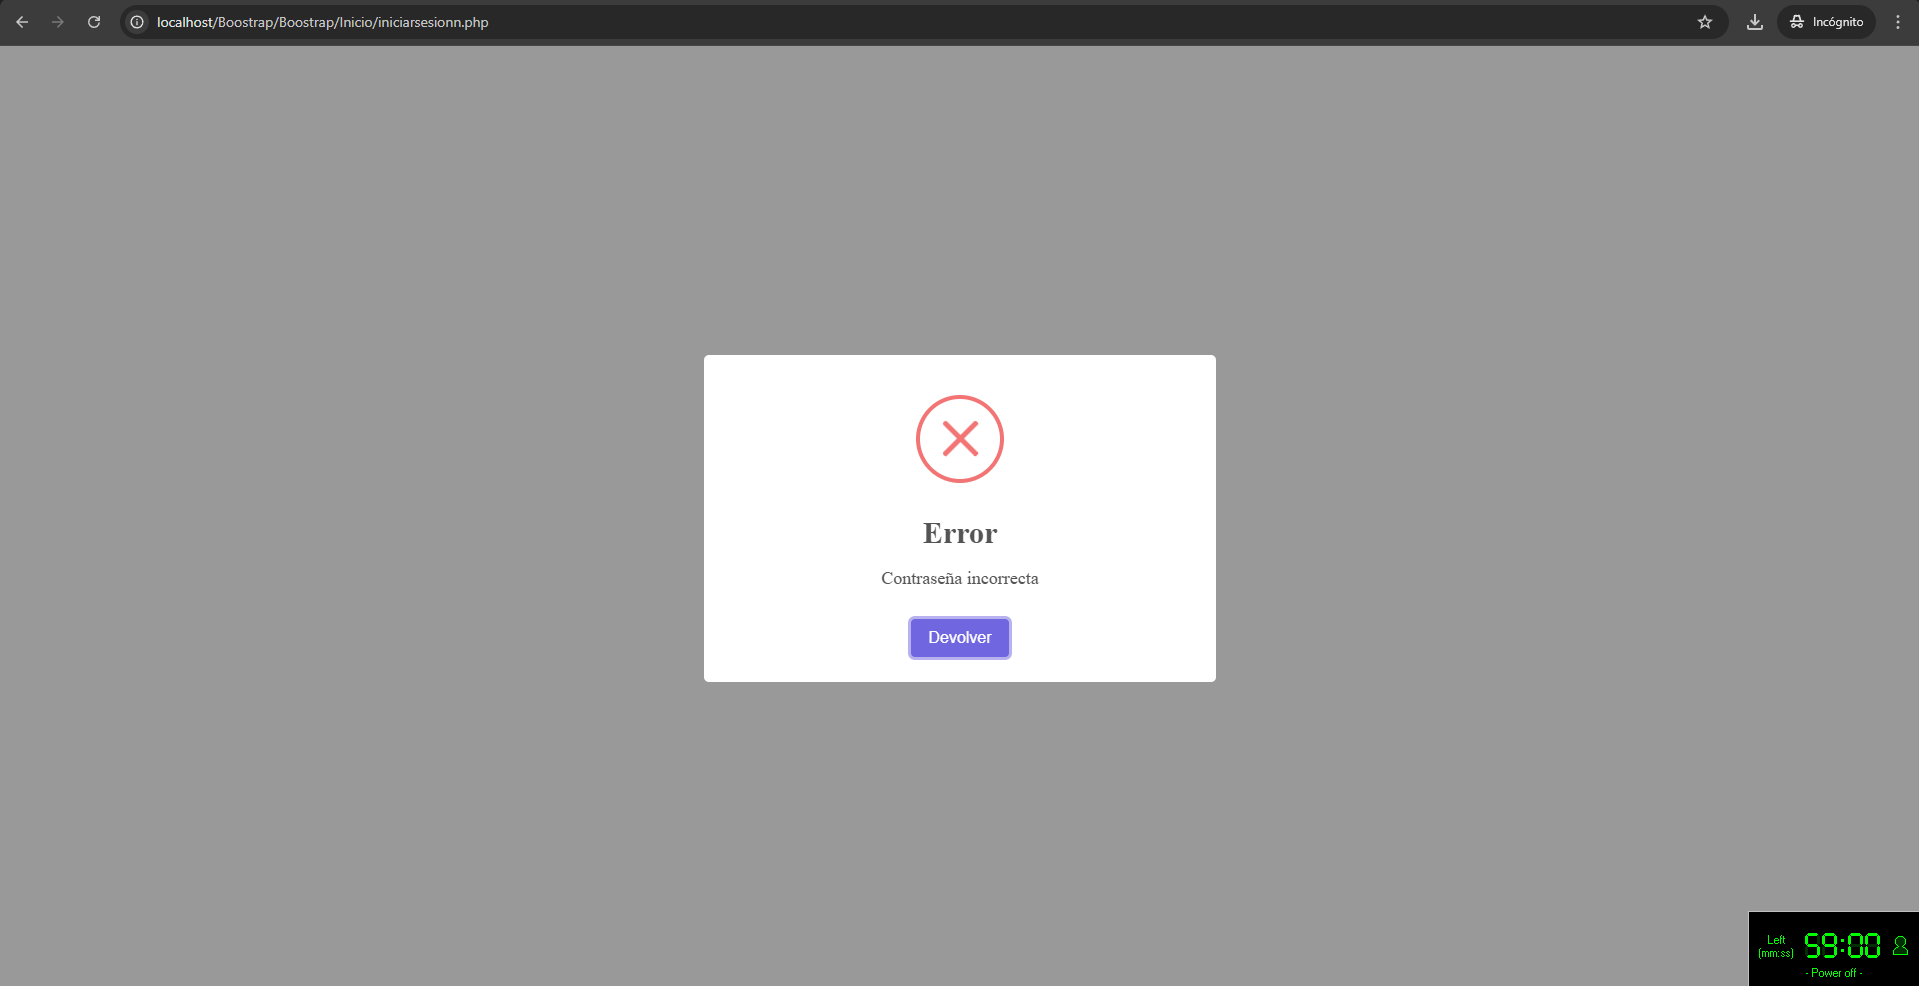 localhost/Boostrap/Boostrap/Inicio/iniciarsesionn.php
Incógnito
Error
Contraseña incorrecta
Devolver
Left
(mm:ss)
59:00
- Power off -